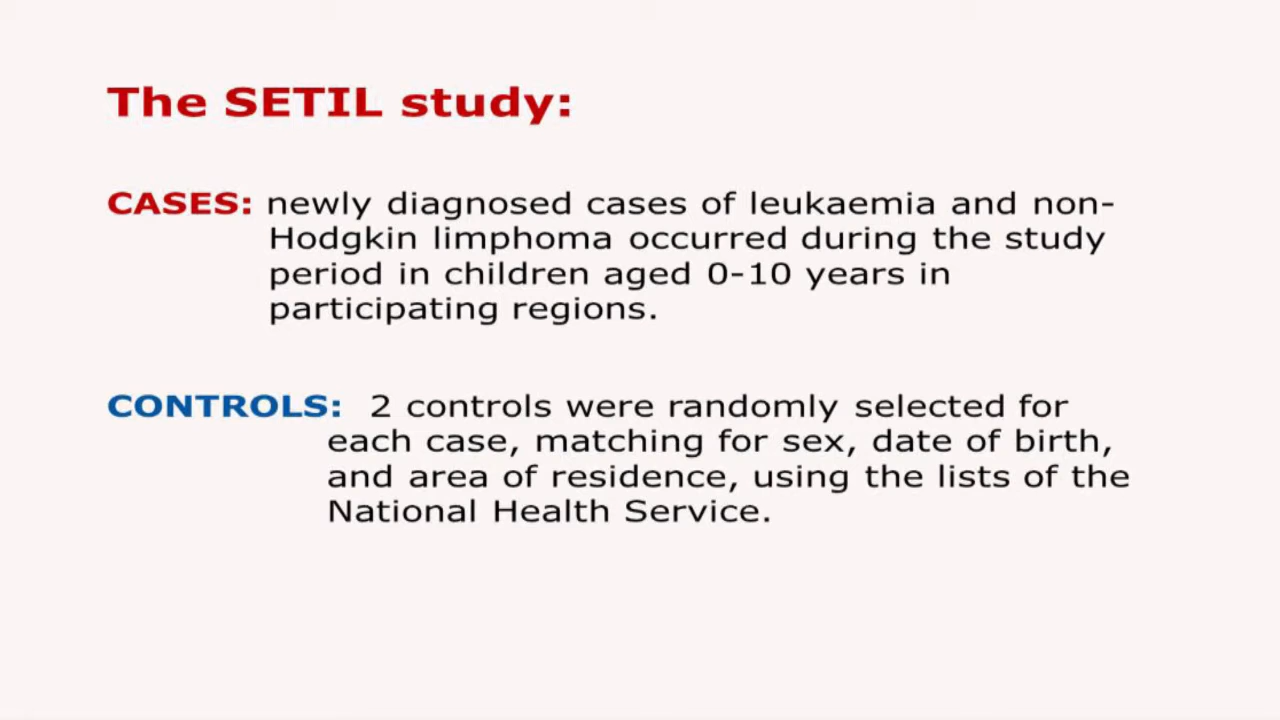 The SETIL study:
CASES: newly diagnosed cases of leukaemia and non-
Hodgkin limphoma occurred during the study
period in children aged 0-10 years in
participating regions.
CONTROLS: 2 controls were randomly selected for
each case, matching for sex, date of birth,
and area of residence, using the lists of the
National Health Service.